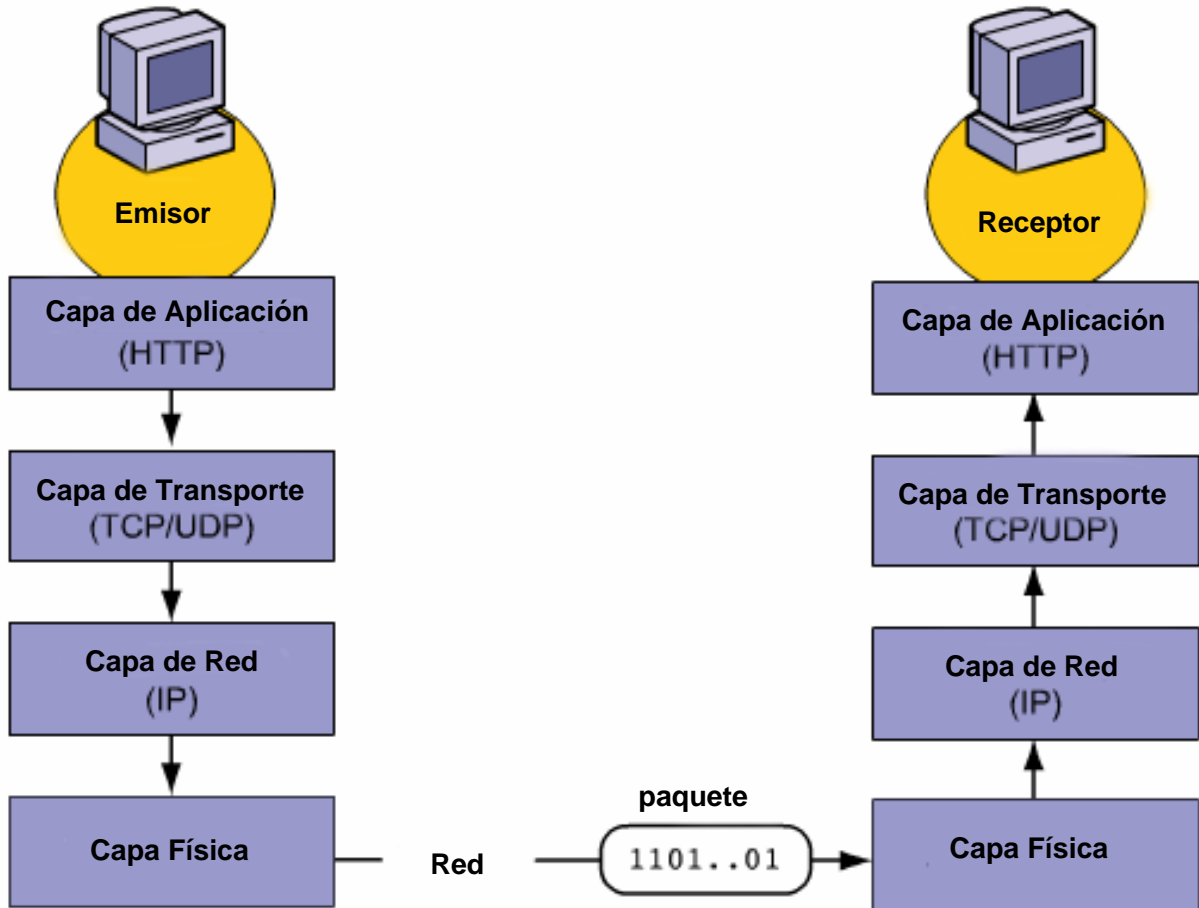 Emisor
Capa de Aplicación
(HTTP)
Capa de Transporte
(TCP/UDP)
Capa de Red
(IP)
Capa Física
Red
paquete
1101..01
Receptor
Capa de Aplicación
(HTTP)
Capa de Transporte
(TCP/UDP)
Capa de Red
(IP)
Capa Física